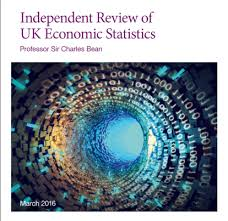 Independent Review of
UK Economic Statistics
Professor Sir Charles Bean
March 2016